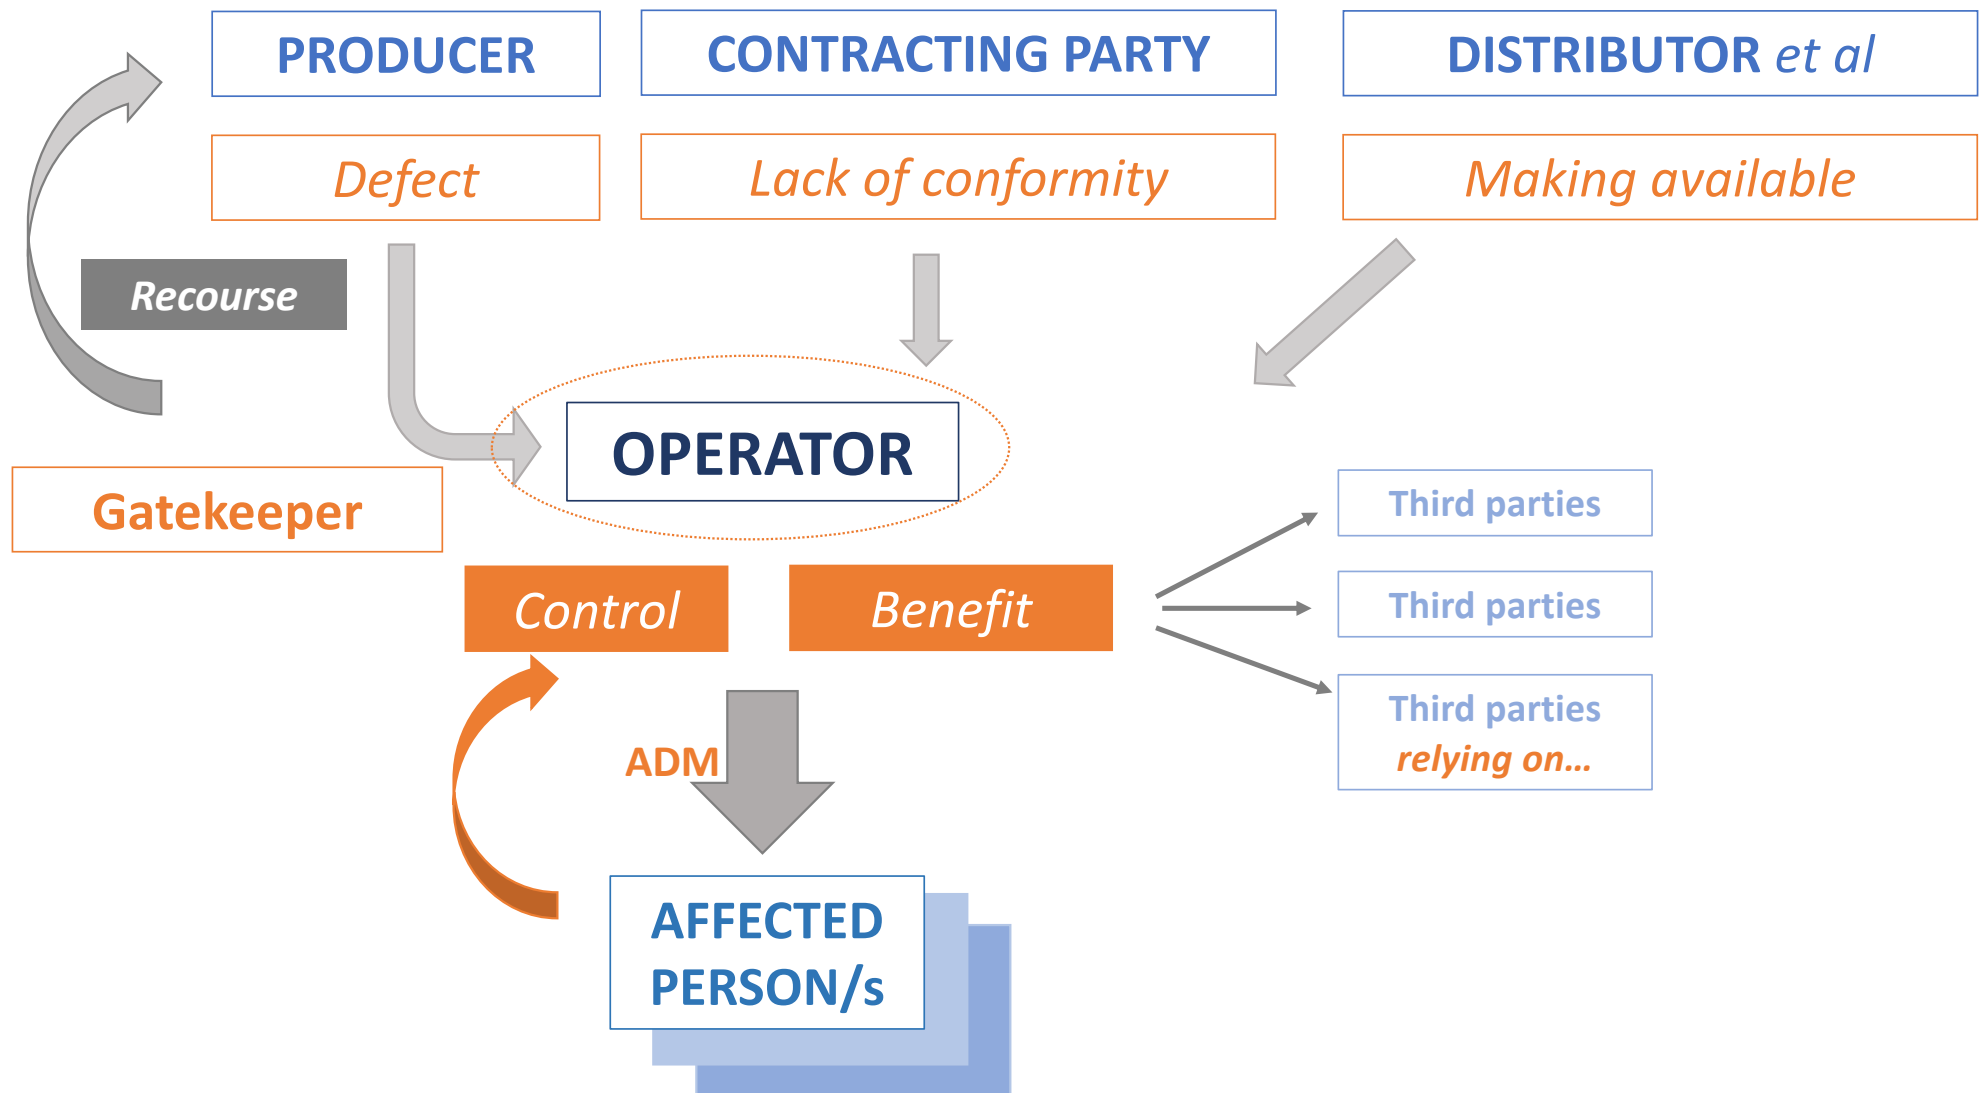 PRODUCER
CONTRACTING PARTY
DISTRIBUTOR et al
Defect
Lack of conformity
Making available
Recourse
OPERATOR
Gatekeeper
Control
Benefit
Third parties
Third parties
Third parties
relying on...
ADM
AFFECTED
PERSON/s